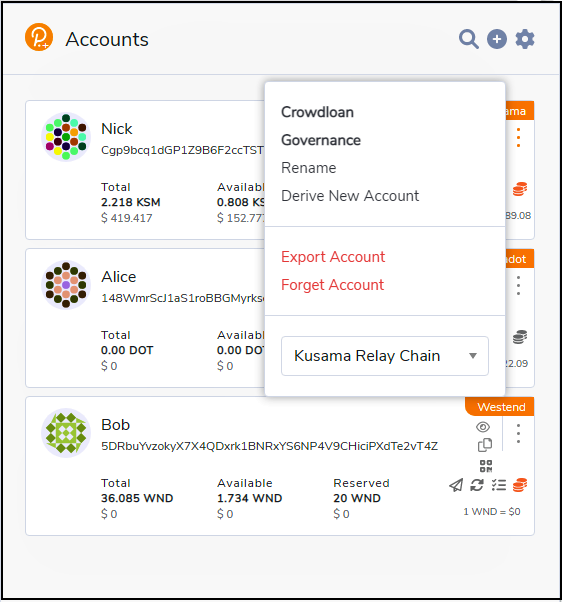 Accounts
ama
Nick
Cgp9bcq1dGP1Z9B6F2ccTST
Total Availabl
2.218 KSM 0.808 KS
$ 419.417 $ 152.777
89.08
Crowdloan
Governance
Rename
Derive New Account
Export Account
Forget Account
Kusama Relay Chain
dot
Alice
148WmrScJ1aS1roBBGMyrks
Total Availabl
0.00 DOT 0.00 DOT
$ 0 $ 0
22.09
Westend
Bob
5DRbuYvzokyX7X4QDxrk1BNRxYS6NP4V9CHiciPXdTe2vT4Z
Total Available Reserved
36.085 WND 1.734 WND 20 WND
$ 0 $ 0 $ 0
1 WND = $0